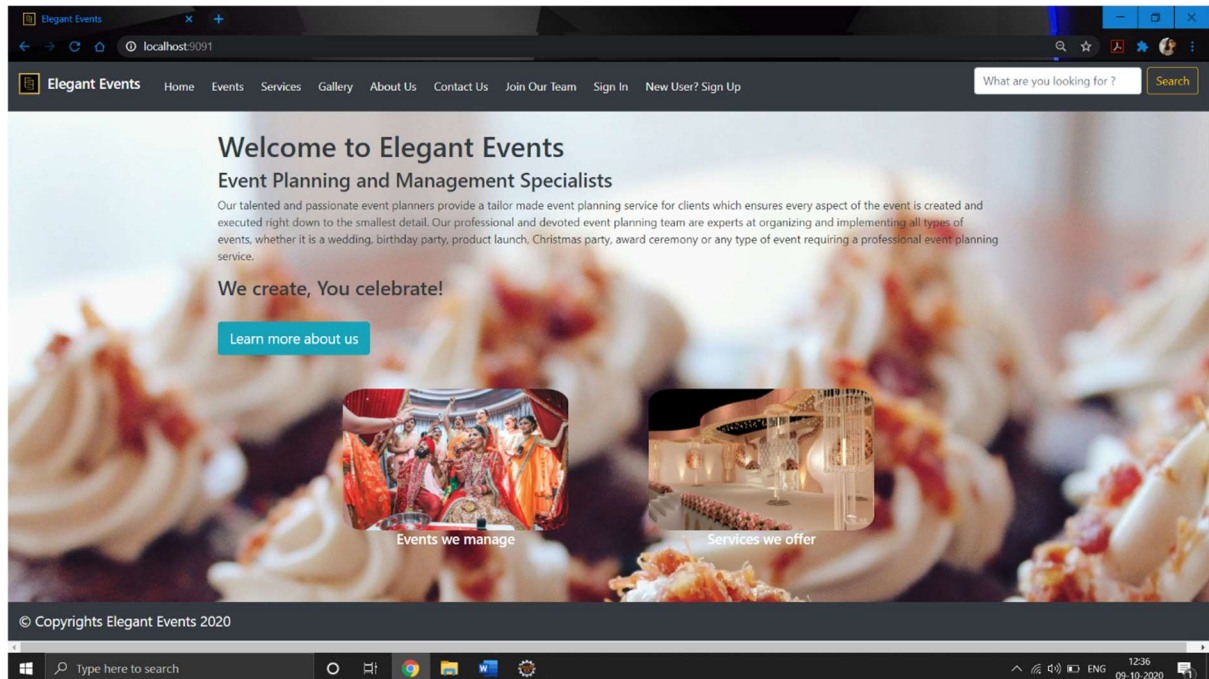 Elegant Events
localhost:9091
Elegant Events Home Events Services Gallery About Us Contact Us Join Our Team Sign In New User? Sign Up What are you looking for ? Search
Welcome to Elegant Events
Event Planning and Management Specialists
Our talented and passionate event planners provide a tailor made event planning service for clients which ensures every aspect of the event is created and
executed right down to the smallest detail. Our professional and devoted event planning team are experts at organizing and implementing all types of
events, whether it is a wedding, birthday party, product launch, Christmas party, award ceremony or any type of event requiring a professional event planning
service.
We create, You celebrate!
Learn more about us
Events we manage Services we offer
© Copyrights Elegant Events 2020
Type here to search ENG 12:36
09-10-2020